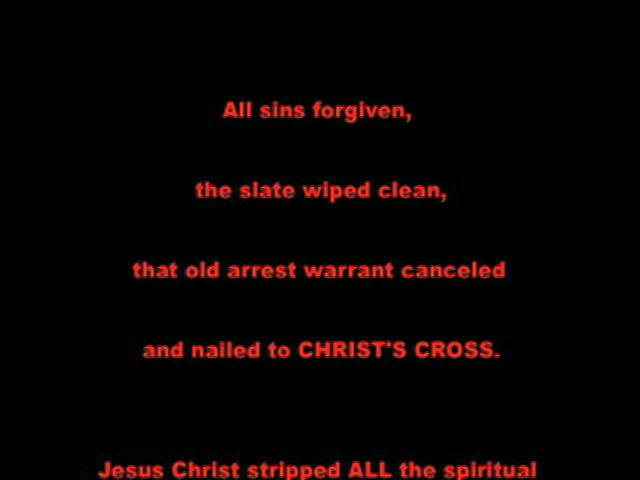 All sins forgiven,
the slate wiped clean,
that old arrest warrant canceled
and nailed to CHRIST'S CROSS.
Jesus Christ stripped ALL the spiritual